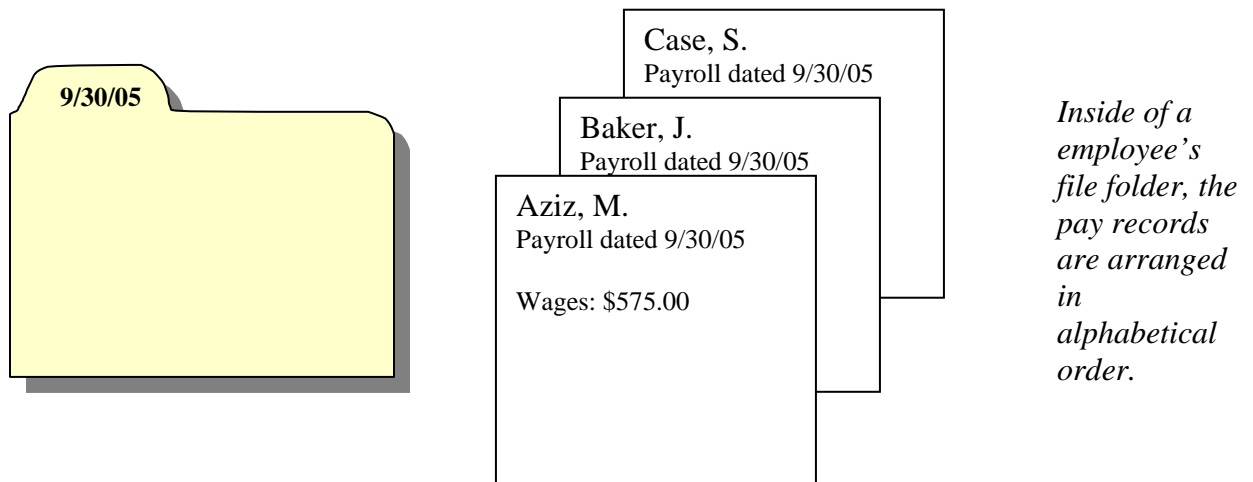 9/30/05
Case, S.
Payroll dated 9/30/05
Baker, J.
Payroll dated 9/30/05
Aziz, M.
Payroll dated 9/30/05
Wages: $575.00
Inside of a
employee’s
file folder, the
pay records
are arranged
in
alphabetical
order.